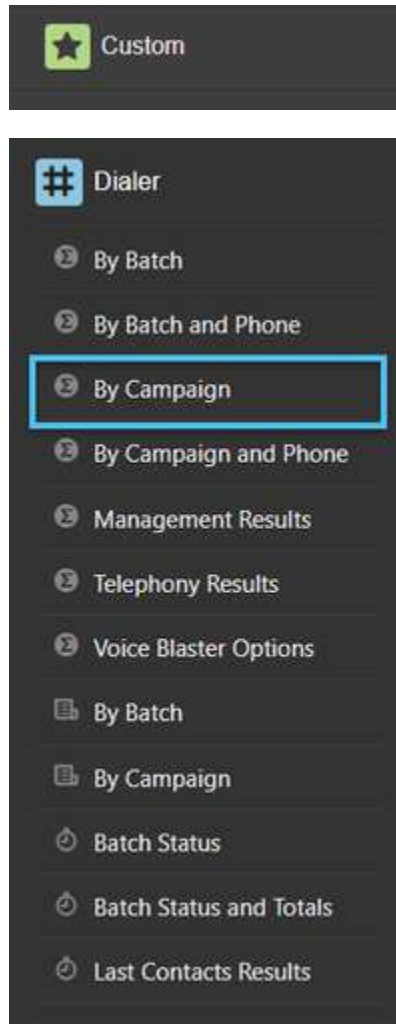 Custom
Dialer
By Batch
By Batch and Phone
By Campaign
By Campaign and Phone
Management Results
Telephony Results
Voice Blaster Options
By Batch
By Campaign
Batch Status
Batch Status and Totals
Last Contacts Results